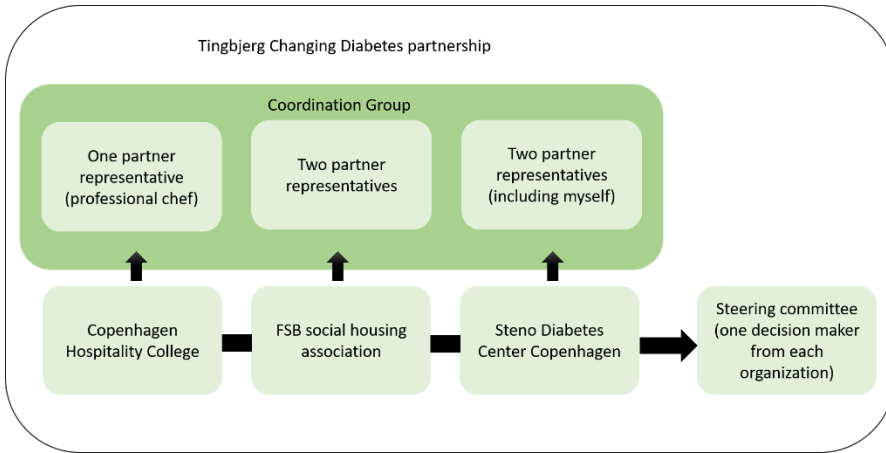 Tingbjerg Changing Diabetes partnership
Coordination Group
One partner
representative
(professional chef)
Two partner
representatives
Two partner
representatives
(including myself)
Copenhagen
Hospitality College
FSB social housing
association
Steno Diabetes
Center Copenhagen
Steering committee
(one decision maker
from each
organization)